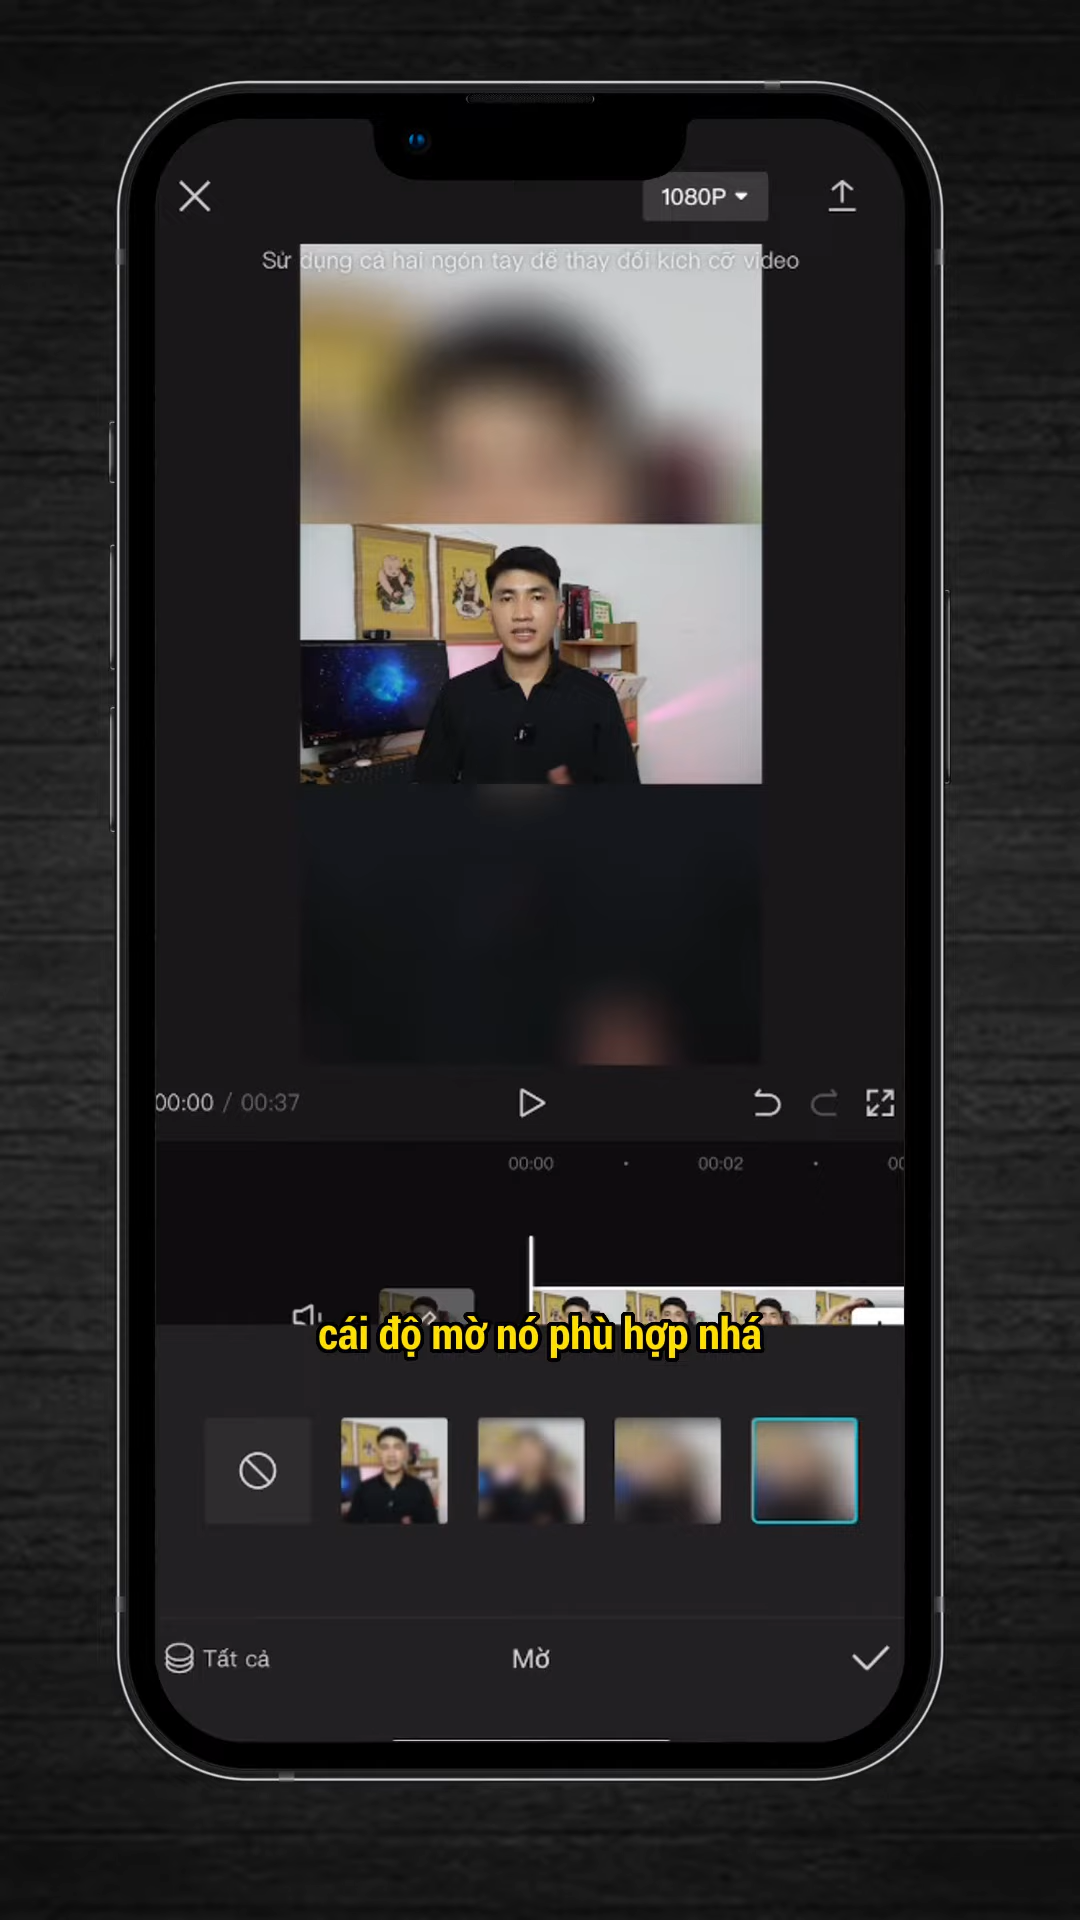 1080P
Sử dụng cả hai ngón tay để thay đổi kích cỡ video
00:00 / 00:37
00:00 00:02
cái độ mờ nó phù hợp nhá
Tất cả
Mờ